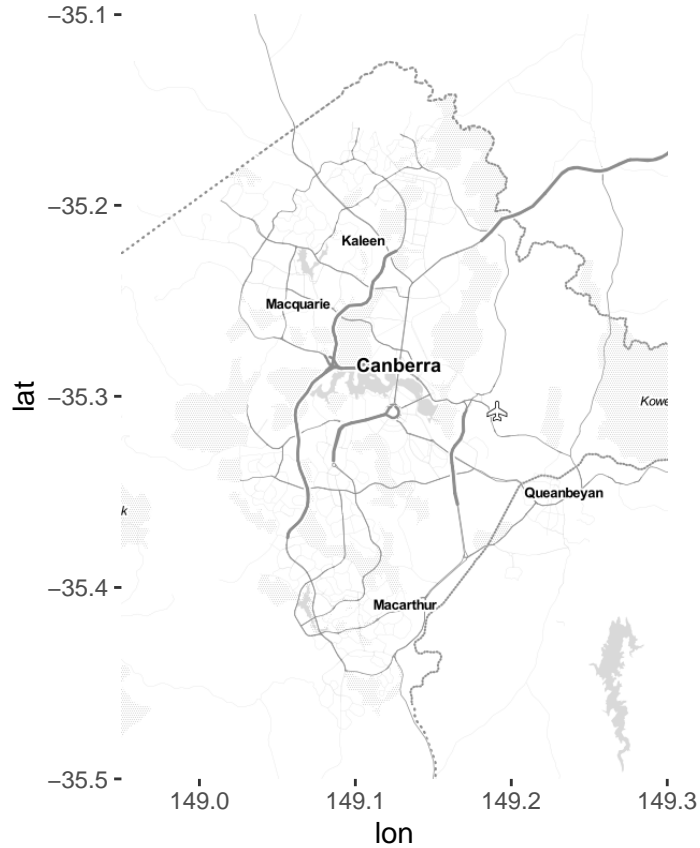 −35.1
−35.2
Kaleen
Macquarie
Canberra
lat
−35.3
Kowe
Queanbeyan
k
−35.4
Macarthur
−35.5
149.0
149.1
149.2
149.3
lon